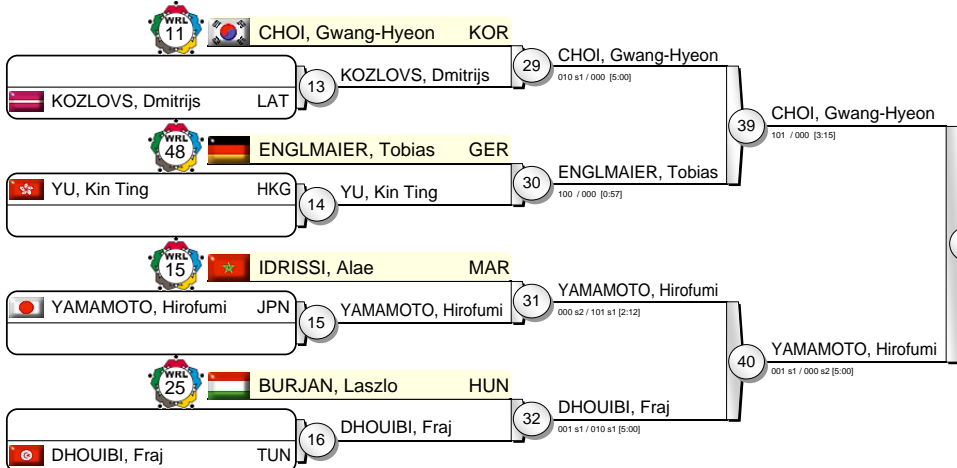 WRL 11 CHOI, Gwang-Hyeon KOR
29 CHOI, Gwang-Hyeon
010 s1 / 000 [5:00]
13 KOZLOVS, Dmitrijs
KOZLOVS, Dmitrijs LAT
39 CHOI, Gwang-Hyeon
101 / 000 [3:15]
WRL 48 ENGLMAIER, Tobias GER
30 ENGLMAIER, Tobias
100 / 000 [0:57]
YU, Kin Ting HKG
14 YU, Kin Ting
WRL 15 IDRISSI, Alae MAR
31 YAMAMOTO, Hirofumi
000 s2 / 101 s1 [2:12]
YAMAMOTO, Hirofumi JPN
15 YAMAMOTO, Hirofumi
40 YAMAMOTO, Hirofumi
001 s1 / 000 s2 [5:00]
WRL 25 BURJAN, Laszlo HUN
32 DHOUIBI, Fraj
001 s1 / 010 s1 [5:00]
16 DHOUIBI, Fraj
DHOUIBI, Fraj TUN